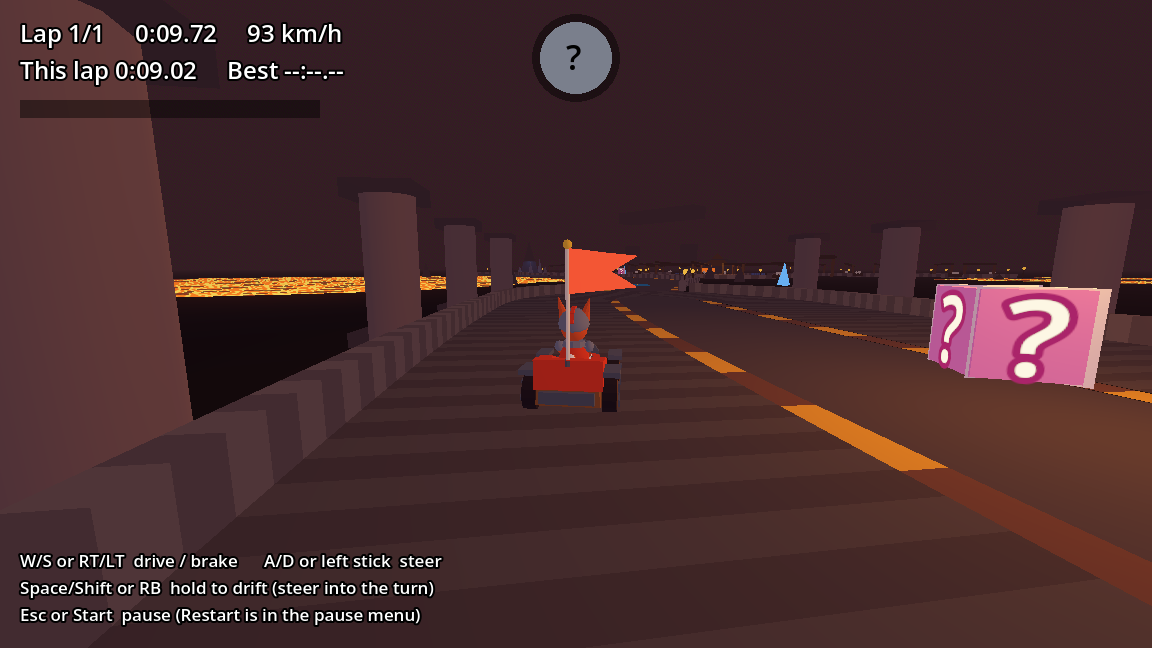 Lap 1/1 0:09.72 93 km/h
?
This lap 0:09.02 Best --:--.--
? ?
W/S or RT/LT drive / brake A/D or left stick steer
Space/Shift or RB hold to drift (steer into the turn)
Esc or Start pause (Restart is in the pause menu)